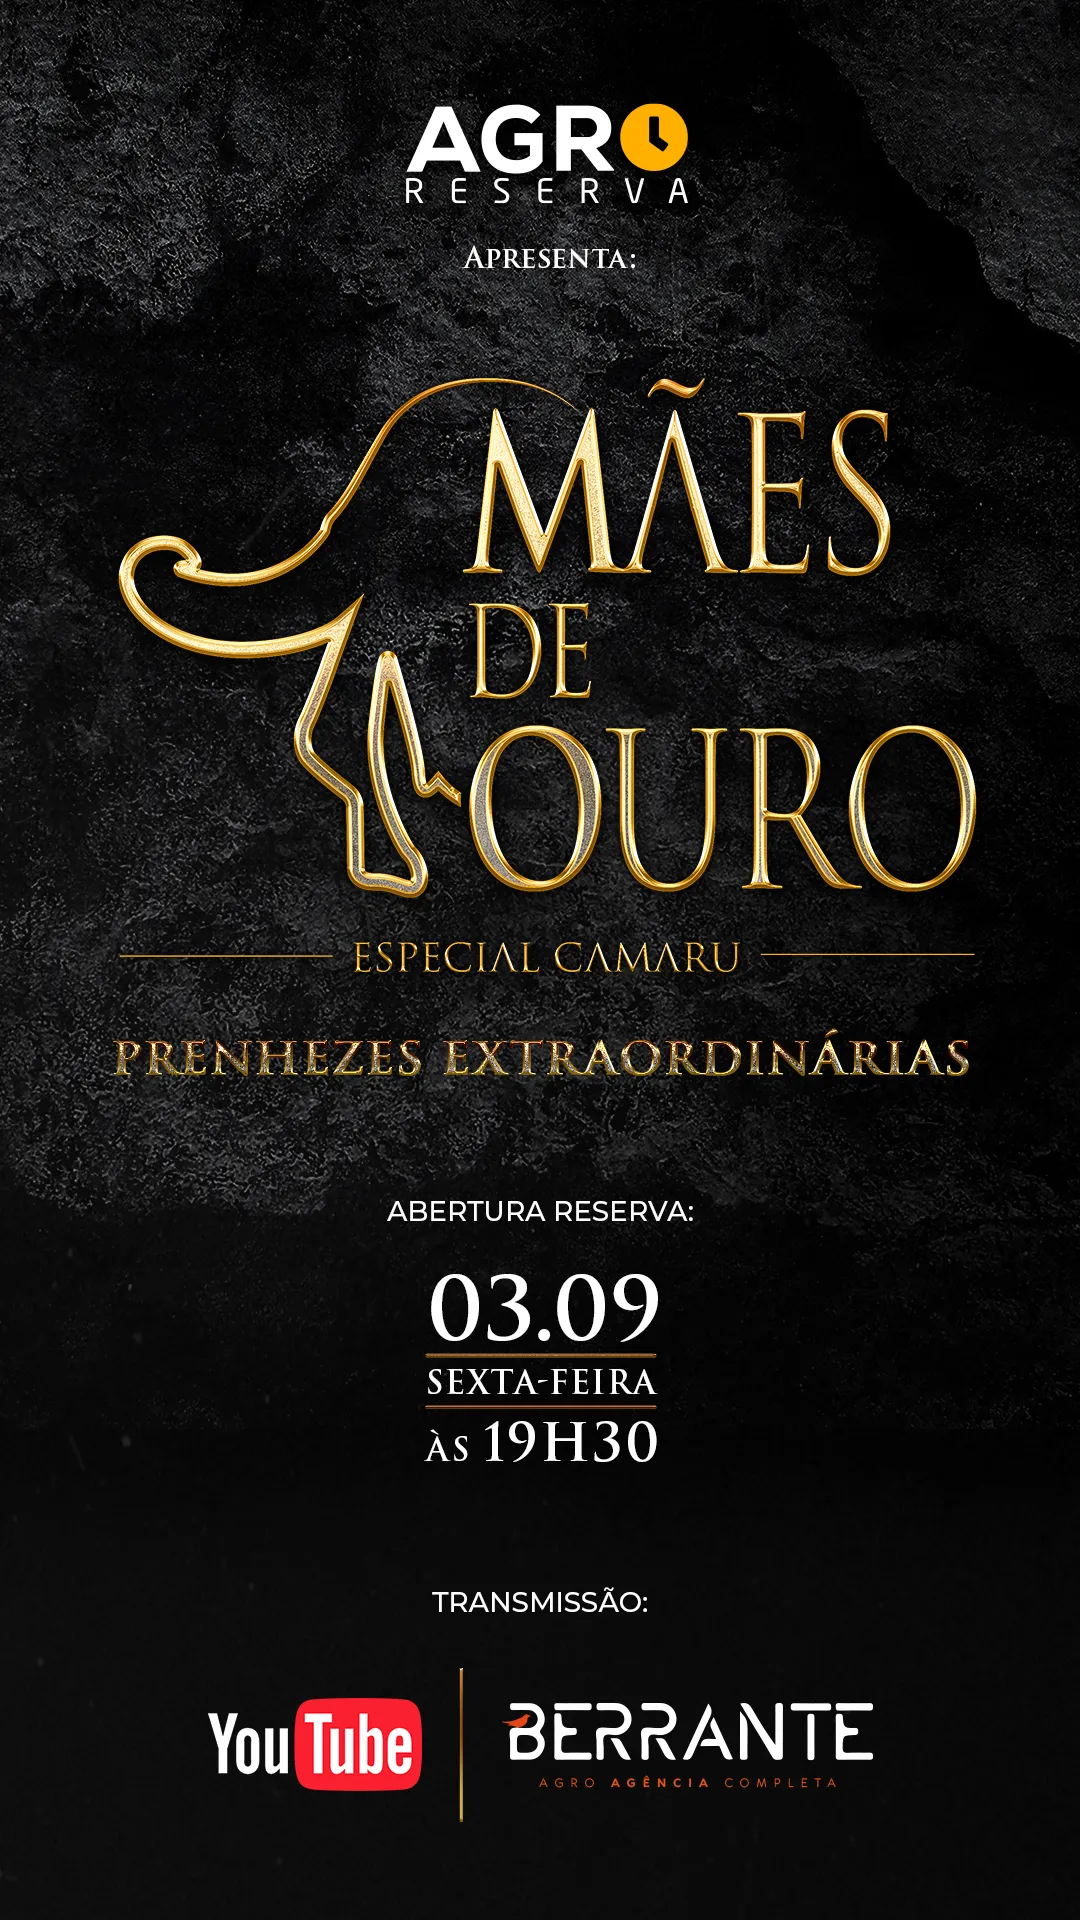 AGRO
RESERVA
APRESENTA:
MÃES
DE
OURO
ESPECIAL CAMARU
PRENHEZES EXTRAORDINÁRIAS
ABERTURA RESERVA:
03.09
SEXTA-FEIRA
ÀS 19H30
TRANSMISSÃO:
YouTube
BERRANTE
AGRO AGÊNCIA COMPLETA